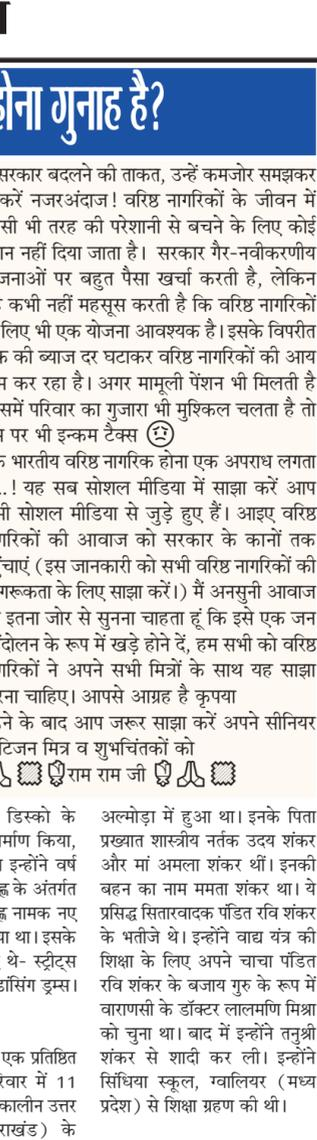 होना गुनाह है?
सरकार बदलने की ताकत, उन्हें कमजोर समझकर
करें नजरअंदाज! वरिष्ठ नागरिकों के जीवन में
सी भी तरह की परेशानी से बचने के लिए कोई
ान नहीं दिया जाता है। सरकार गैर-नवीकरणीय
जनाओं पर बहुत पैसा खर्चा करती है, लेकिन
कभी नहीं महसूस करती है कि वरिष्ठ नागरिकों
लिए भी एक योजना आवश्यक है। इसके विपरीत
क की ब्याज दर घटाकर वरिष्ठ नागरिकों की आय
म कर रहा है। अगर मामूली पेंशन भी मिलती है
समें परिवार का गुजारा भी मुश्किल चलता है तो
पर भी इन्कम टैक्स 😟
क भारतीय वरिष्ठ नागरिक होना एक अपराध लगता
..! यह सब सोशल मीडिया में साझा करें आप
भी सोशल मीडिया से जुड़े हुए हैं। आइए वरिष्ठ
गरिकों की आवाज को सरकार के कानों तक
ुंचाएं (इस जानकारी को सभी वरिष्ठ नागरिकों की
गरूकता के लिए साझा करें।) मैं अनसुनी आवाज
इतना जोर से सुनना चाहता हूं कि इसे एक जन
ंदोलन के रूप में खड़े होने दें, हम सभी को वरिष्ठ
गरिकों ने अपने सभी मित्रों के साथ यह साझा
रना चाहिए। आपसे आग्रह है कृपया
ढ़ने के बाद आप जरूर साझा करें अपने सीनियर
टिजन मित्र व शुभचिंतकों को
राम राम जी
डिस्को के
र्माण किया,
इन्होंने वर्ष
ह्न के अंतर्गत
ह्न नामक नए
या था। इसके
थे- स्ट्रीट्स
डांसिंग ड्रम्स।
एक प्रतिष्ठित
रिवार में 11
कालीन उत्तर
राखंड) के
अल्मोड़ा में हुआ था। इनके पिता
प्रख्यात शास्त्रीय नर्तक उदय शंकर
और मां अमला शंकर थीं। इनकी
बहन का नाम ममता शंकर था। ये
प्रसिद्ध सितारवादक पंडित रवि शंकर
के भतीजे थे। इन्होंने वाद्य यंत्र की
शिक्षा के लिए अपने चाचा पंडित
रवि शंकर के बजाय गुरु के रूप में
वाराणसी के डॉक्टर लालमणि मिश्रा
को चुना था। बाद में इन्होंने तनुश्री
शंकर से शादी कर ली। इन्होंने
सिंधिया स्कूल, ग्वालियर (मध्य
प्रदेश) से शिक्षा ग्रहण की थी।